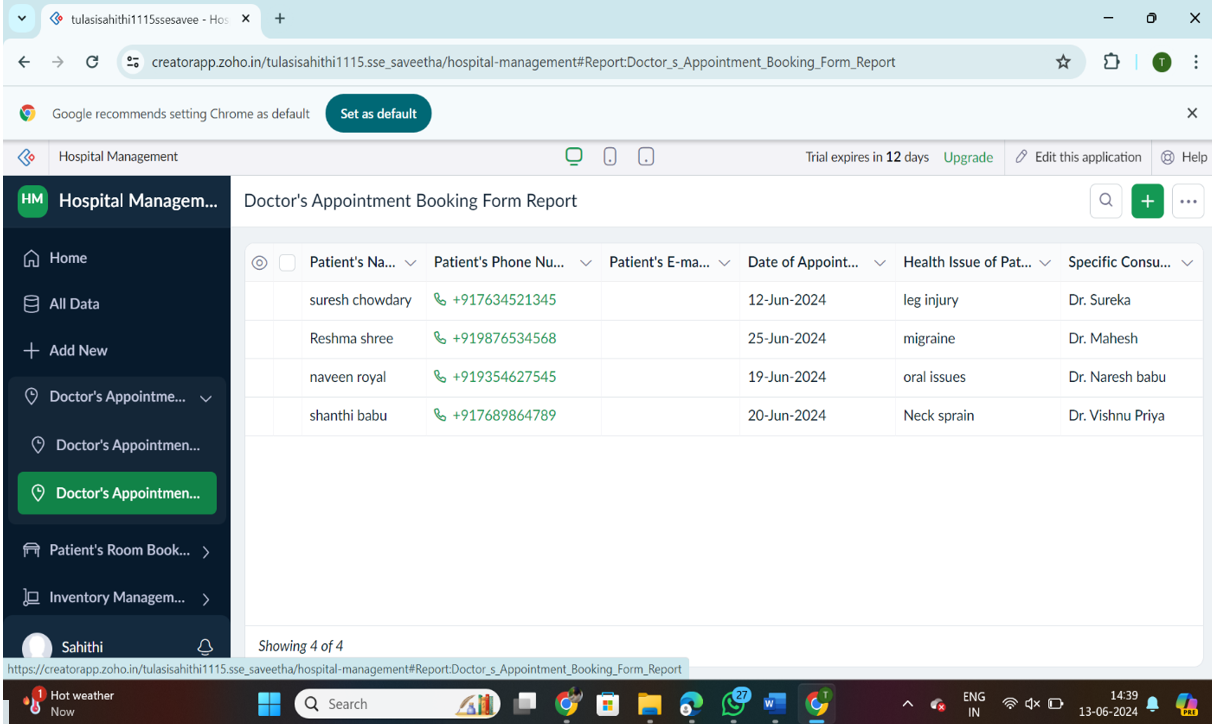 tulasisahithi1115ssesavee - Hos
creatorapp.zoho.in/tulasisahithi1115.sse_saveetha/hospital-management#Report:Doctor_s_Appointment_Booking_Form_Report
T
Google recommends setting Chrome as default
Set as default
Hospital Management
Trial expires in 12 days
Upgrade
Edit this application
Help
HM
Hospital Managem...
Doctor's Appointment Booking Form Report
Home
All Data
Add New
Doctor's Appointme...
Doctor's Appointmen...
Doctor's Appointmen...
Patient's Room Book...
Inventory Managem...
Sahithi
Patient's Na... Patient's Phone Nu... Patient's E-ma... Date of Appoint... Health Issue of Pat... Specific Consu...
suresh chowdary +917634521345 12-Jun-2024 leg injury Dr. Sureka
Reshma shree +919876534568 25-Jun-2024 migraine Dr. Mahesh
naveen royal +919354627545 19-Jun-2024 oral issues Dr. Naresh babu
shanthi babu +917689864789 20-Jun-2024 Neck sprain Dr. Vishnu Priya
Showing 4 of 4
https://creatorapp.zoho.in/tulasisahithi1115.sse_saveetha/hospital-management#Report:Doctor_s_Appointment_Booking_Form_Report
1
Hot weather
Now
Search
27
W
T
ENG
IN
14:39
13-06-2024
PRE